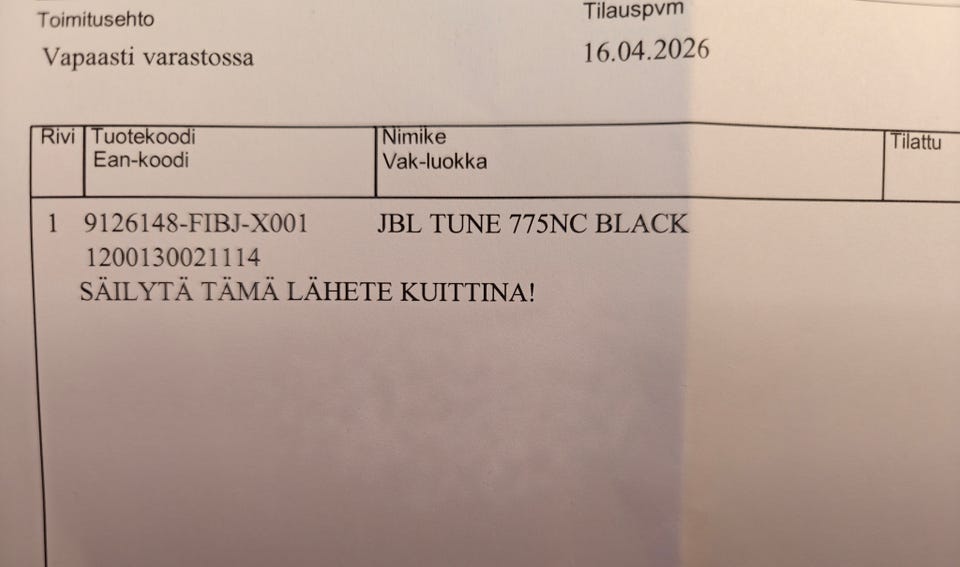 Toimitusehto Tilauspvm
Vapaasti varastossa 16.04.2026
Rivi Tuotekoodi Nimike Tilattu
Ean-koodi Vak-luokka
1 9126148-FIBJ-X001 JBL TUNE 775NC BLACK
1200130021114
SÄILYTÄ TÄMÄ LÄHETE KUITTINA!